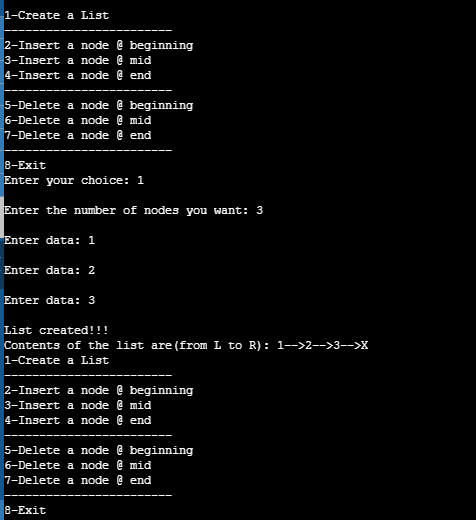 1-Create a List
------------------------
2-Insert a node @ beginning
3-Insert a node @ mid
4-Insert a node @ end
------------------------
5-Delete a node @ beginning
6-Delete a node @ mid
7-Delete a node @ end
------------------------
8-Exit
Enter your choice: 1
Enter the number of nodes you want: 3
Enter data: 1
Enter data: 2
Enter data: 3
List created!!!
Contents of the list are(from L to R): 1-->2-->3-->X
1-Create a List
------------------------
2-Insert a node @ beginning
3-Insert a node @ mid
4-Insert a node @ end
------------------------
5-Delete a node @ beginning
6-Delete a node @ mid
7-Delete a node @ end
------------------------
8-Exit